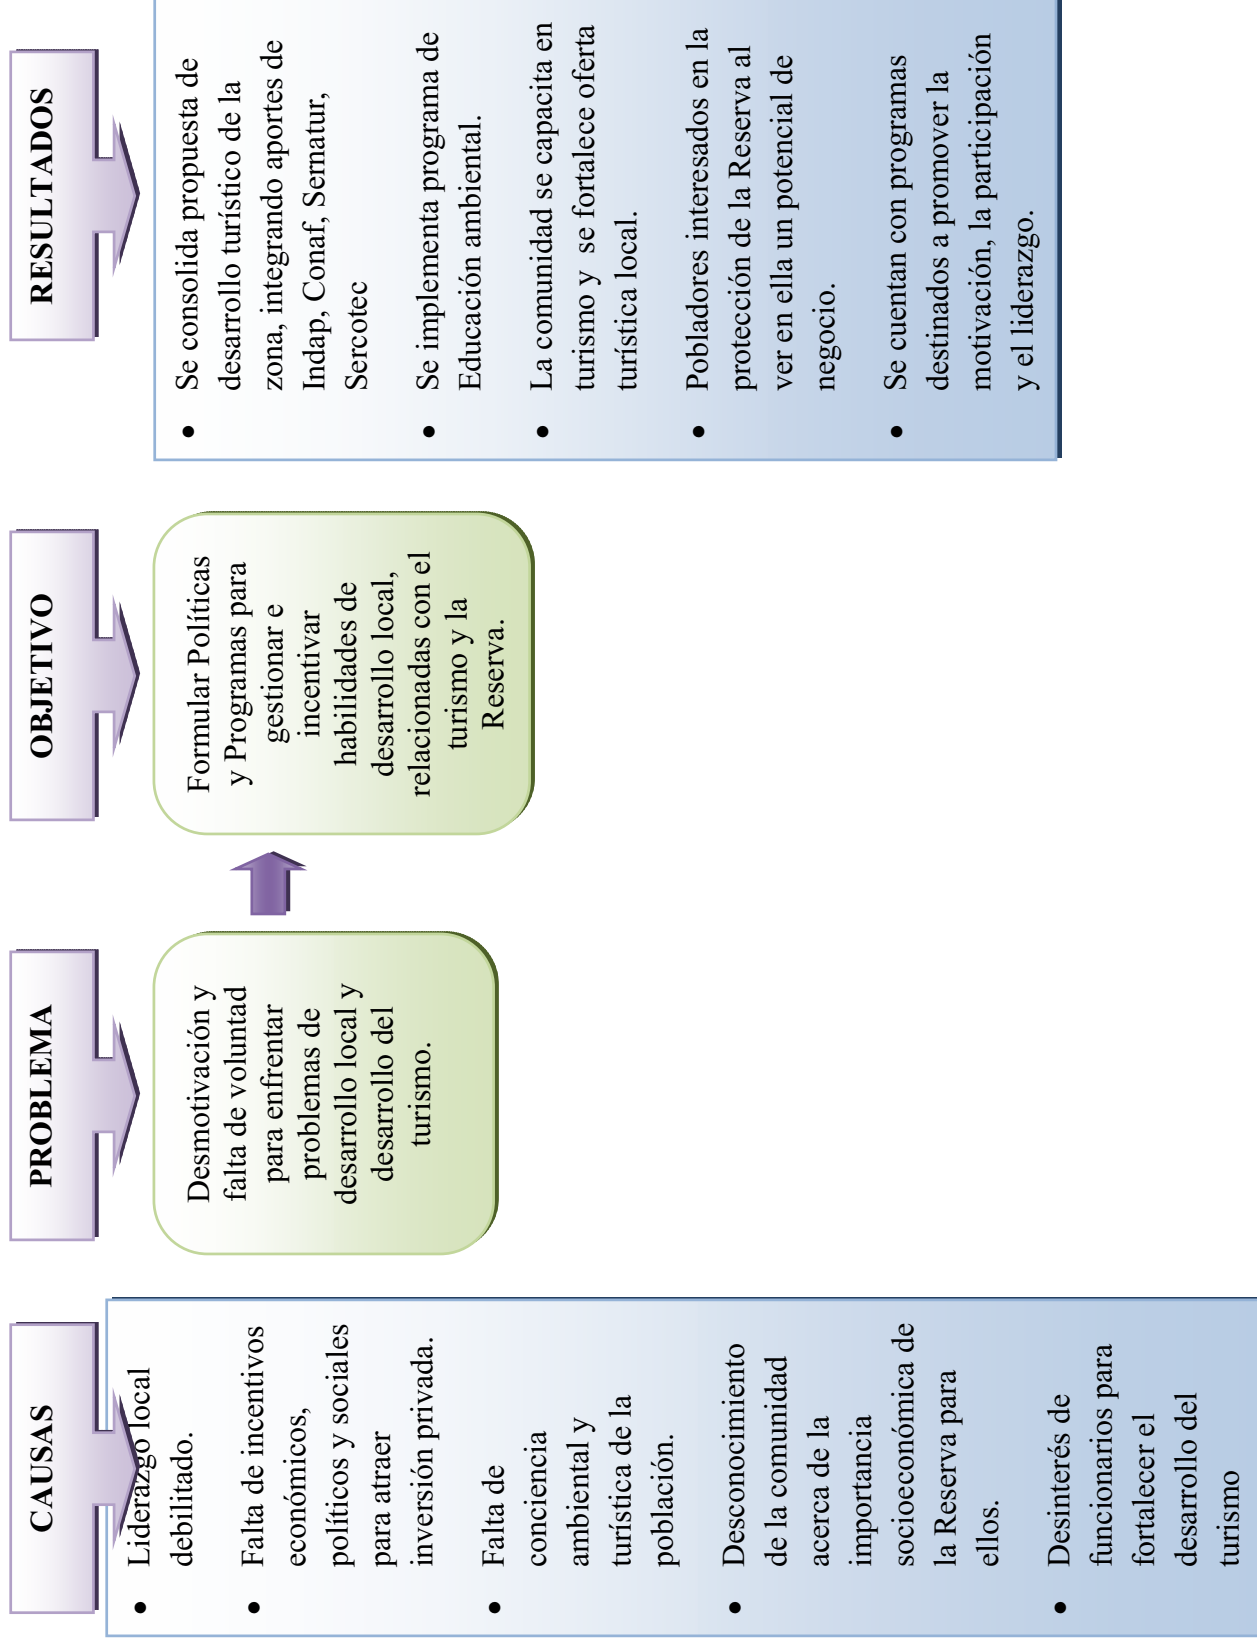 CAUSAS
Liderazgo local
debilitado.
Falta de incentivos
económicos,
políticos y sociales
para atraer
inversión privada.
Falta de
conciencia
ambiental y
turística de la
población.
Desconocimiento
de la comunidad
acerca de la
importancia
socioeconómica de
la Reserva para
ellos.
Desinterés de
funcionarios para
fortalecer el
desarrollo del
turismo
PROBLEMA
Desmotivación y
falta de voluntad
para enfrentar
problemas de
desarrollo local y
desarrollo del
turismo.
OBJETIVO
Formular Políticas
y Programas para
gestionar e
incentivar
habilidades de
desarrollo local,
relacionadas con el
turismo y la
Reserva.
RESULTADOS
Se consolida propuesta de
desarrollo turístico de la
zona, integrando aportes de
Indap, Conaf, Sernatur,
Sercotec
Se implementa programa de
Educación ambiental.
La comunidad se capacita en
turismo y se fortalece oferta
turística local.
Pobladores interesados en la
protección de la Reserva al
ver en ella un potencial de
negocio.
Se cuentan con programas
destinados a promover la
motivación, la participación
y el liderazgo.